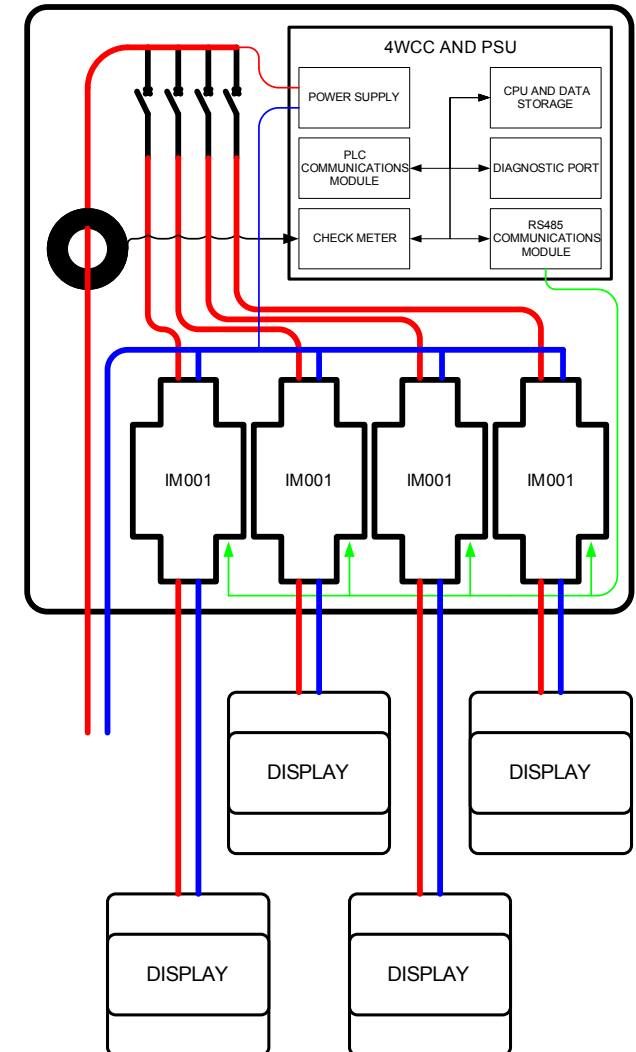 4WCC AND PSU
POWER SUPPLY
CPU AND DATA
STORAGE
PLC
COMMUNICATIONS
MODULE
DIAGNOSTIC PORT
CHECK METER
RS485
COMMUNICATIONS
MODULE
IM001
IM001
IM001
IM001
DISPLAY
DISPLAY
DISPLAY
DISPLAY